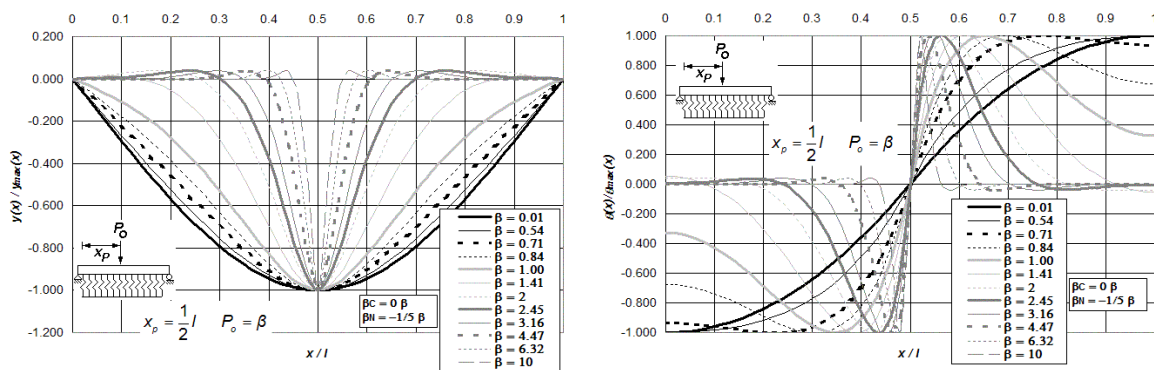 0 0.1 0.2 0.3 0.4 0.5 0.6 0.7 0.8 0.9 1
0.200
0.000
-0.200
-0.400
-0.600
-0.800
-1.000
-1.200
y(x) / ymax(x)
x / l
Po
xP
xp = 1/2 l Po = β
β = 0.01
β = 0.54
β = 0.71
β = 0.84
β = 1.00
β = 1.41
β = 2
β = 2.45
β = 3.16
β = 4.47
β = 6.32
β = 10
βC = 0 β
βN = −1/5 β
0 0.1 0.2 0.3 0.4 0.5 0.6 0.7 0.8 0.9 1
1.000
0.800
0.600
0.400
0.200
0.000
-0.200
-0.400
-0.600
-0.800
-1.000
x / l
Po
xP
xp = 1/2 l Po = β
β = 0.01
β = 0.54
β = 0.71
β = 0.84
β = 1.00
β = 1.41
β = 2
β = 2.45
β = 3.16
β = 4.47
β = 6.32
β = 10
βC = 0 β
βN = −1/5 β